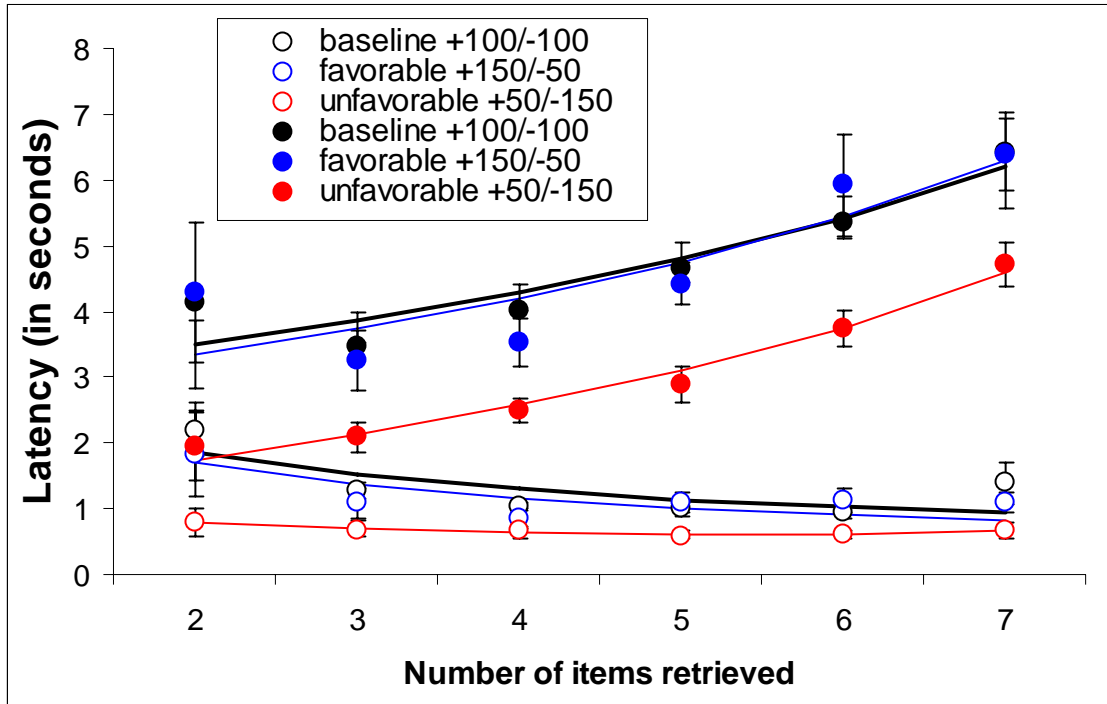 baseline +100/-100
favorable +150/-50
unfavorable +50/-150
baseline +100/-100
favorable +150/-50
unfavorable +50/-150
Latency (in seconds)
8
7
6
5
4
3
2
1
0
2 3 4 5 6 7
Number of items retrieved